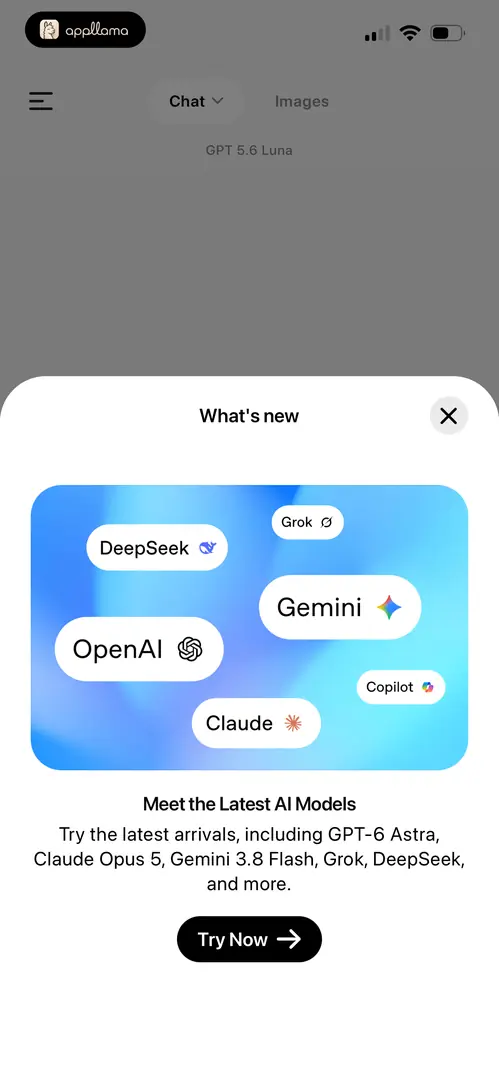 appllama
Chat
Images
GPT 5.6 Luna
What's new
Grok
DeepSeek
Gemini
OpenAI
Copilot
Claude
Meet the Latest AI Models
Try the latest arrivals, including GPT-6 Astra,
Claude Opus 5, Gemini 3.8 Flash, Grok, DeepSeek,
and more.
Try Now